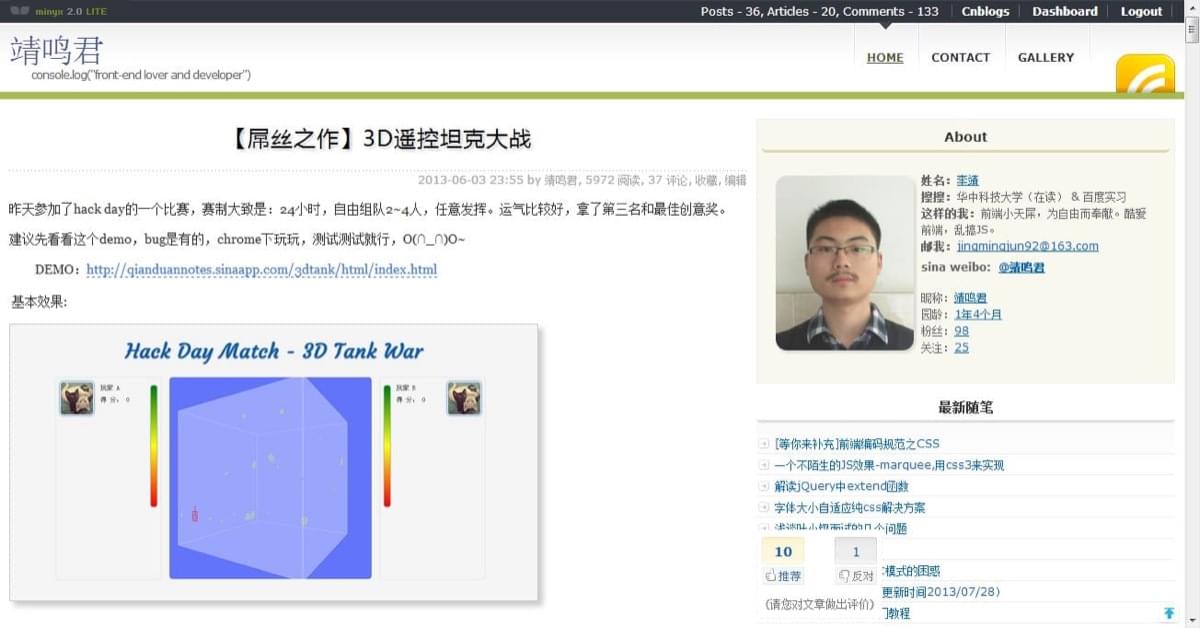 minyx 2.0 LITE
Posts - 36, Articles - 20, Comments - 133 Cnblogs Dashboard Logout
靖鸣君
console.log("front-end lover and developer")
HOME CONTACT GALLERY
【屌丝之作】3D遥控坦克大战
2013-06-03 23:55 by 靖鸣君, 5972 阅读, 37 评论, 收藏, 编辑
昨天参加了hack day的一个比赛，赛制大致是：24小时，自由组队2~4人，任意发挥。运气比较好，拿了第三名和最佳创意奖。
建议先看看这个demo，bug是有的，chrome下玩玩，测试测试就行，O(∩_∩)O~
DEMO：http://qianduannotes.sinaapp.com/3dtank/html/index.html
基本效果:
Hack Day Match - 3D Tank War
玩家 A
得 分： 0
玩家 B
得 分： 0
About
姓名：李靖
搜搜：华中科技大学（在读） & 百度实习
这样的我：前端小天屌，为自由而奉献。酷爱
前端，乱搞JS。
邮我：jingmingjun92@163.com
sina weibo: @靖鸣君
昵称：靖鸣君
园龄：1年4个月
粉丝：98
关注：25
最新随笔
[等你来补充]前端编码规范之CSS
一个不陌生的JS效果-marquee,用css3来实现
解读jQuery中extend函数
字体大小自适应纯css解决方案
个问题
模式的困惑
更新时间2013/07/28)
门教程
10
推荐
1
反对
(请您对文章做出评价)